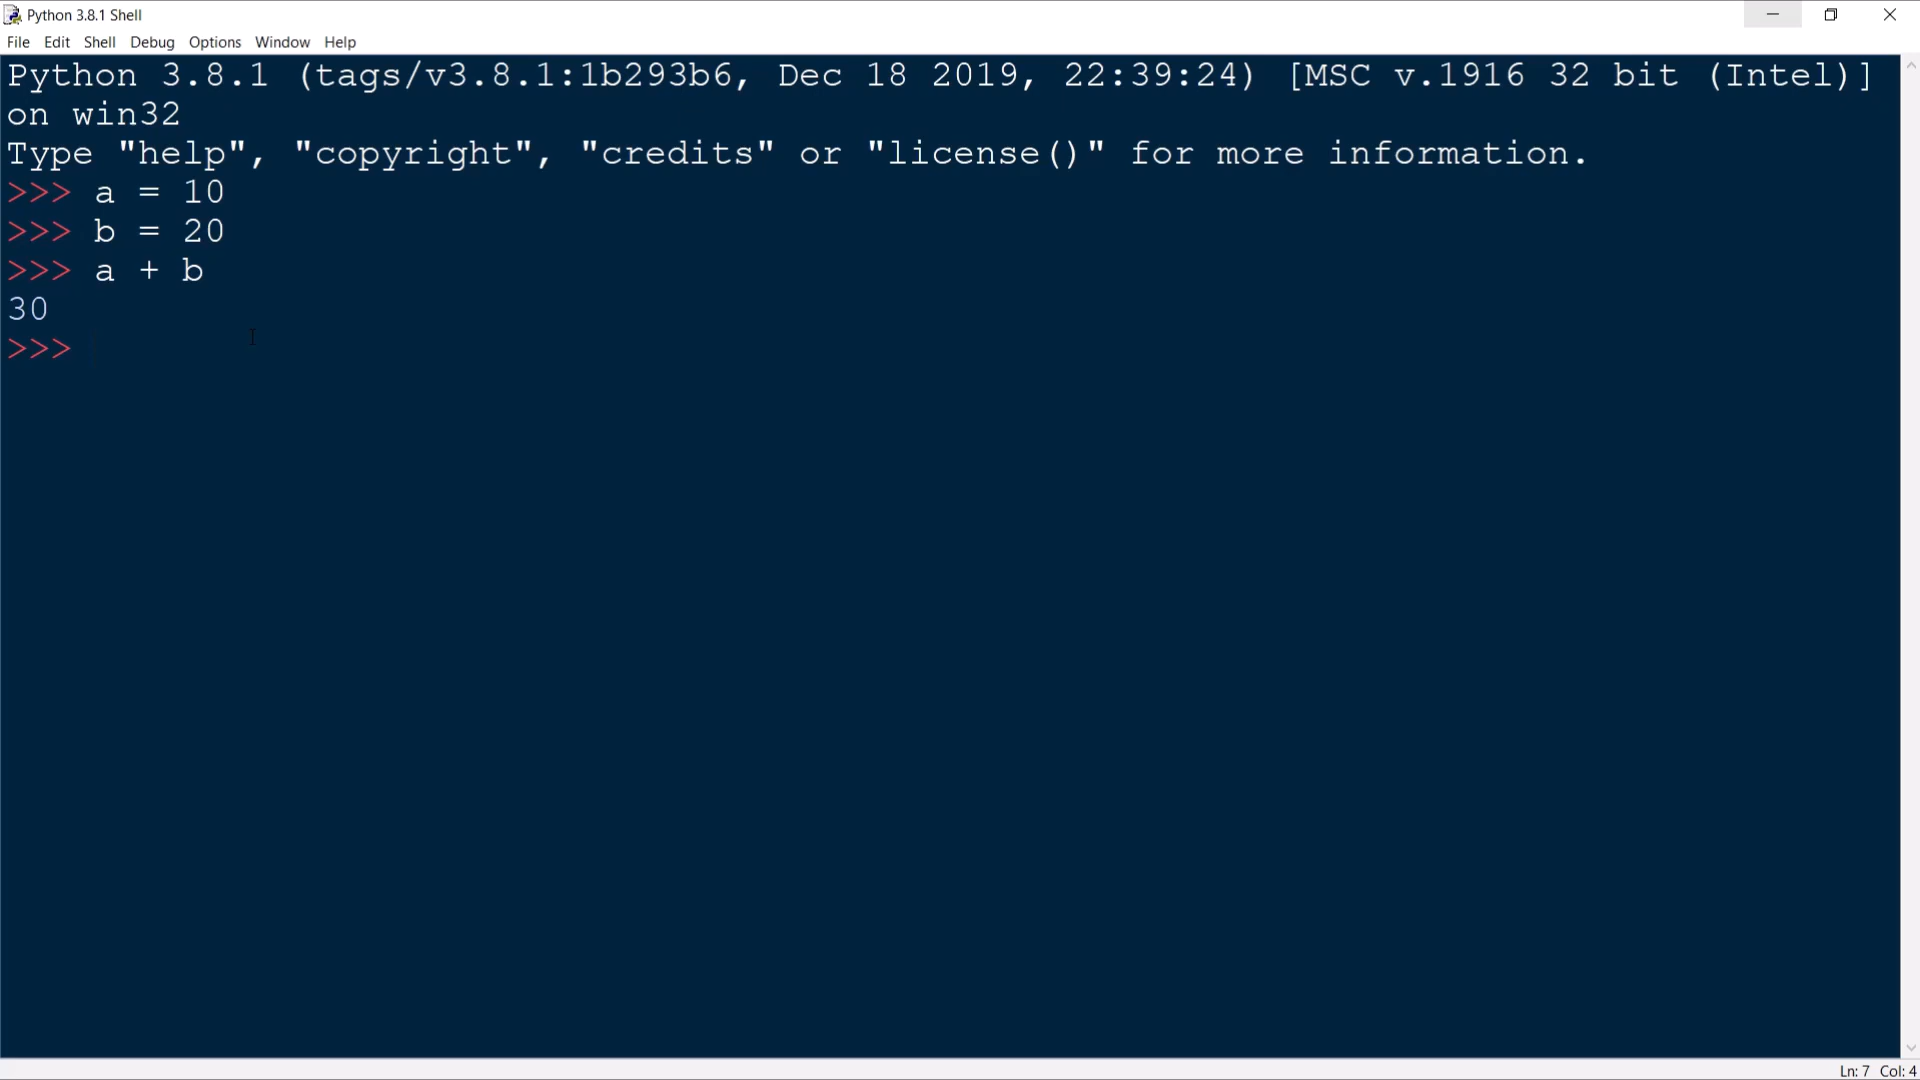 Python 3.8.1 Shell
File Edit Shell Debug Options Window Help
Python 3.8.1 (tags/v3.8.1:1b293b6, Dec 18 2019, 22:39:24) [MSC v.1916 32 bit (Intel)]
on win32
Type "help", "copyright", "credits" or "license()" for more information.
>>> a = 10
>>> b = 20
>>> a + b
30
>>>
Ln: 7 Col: 4